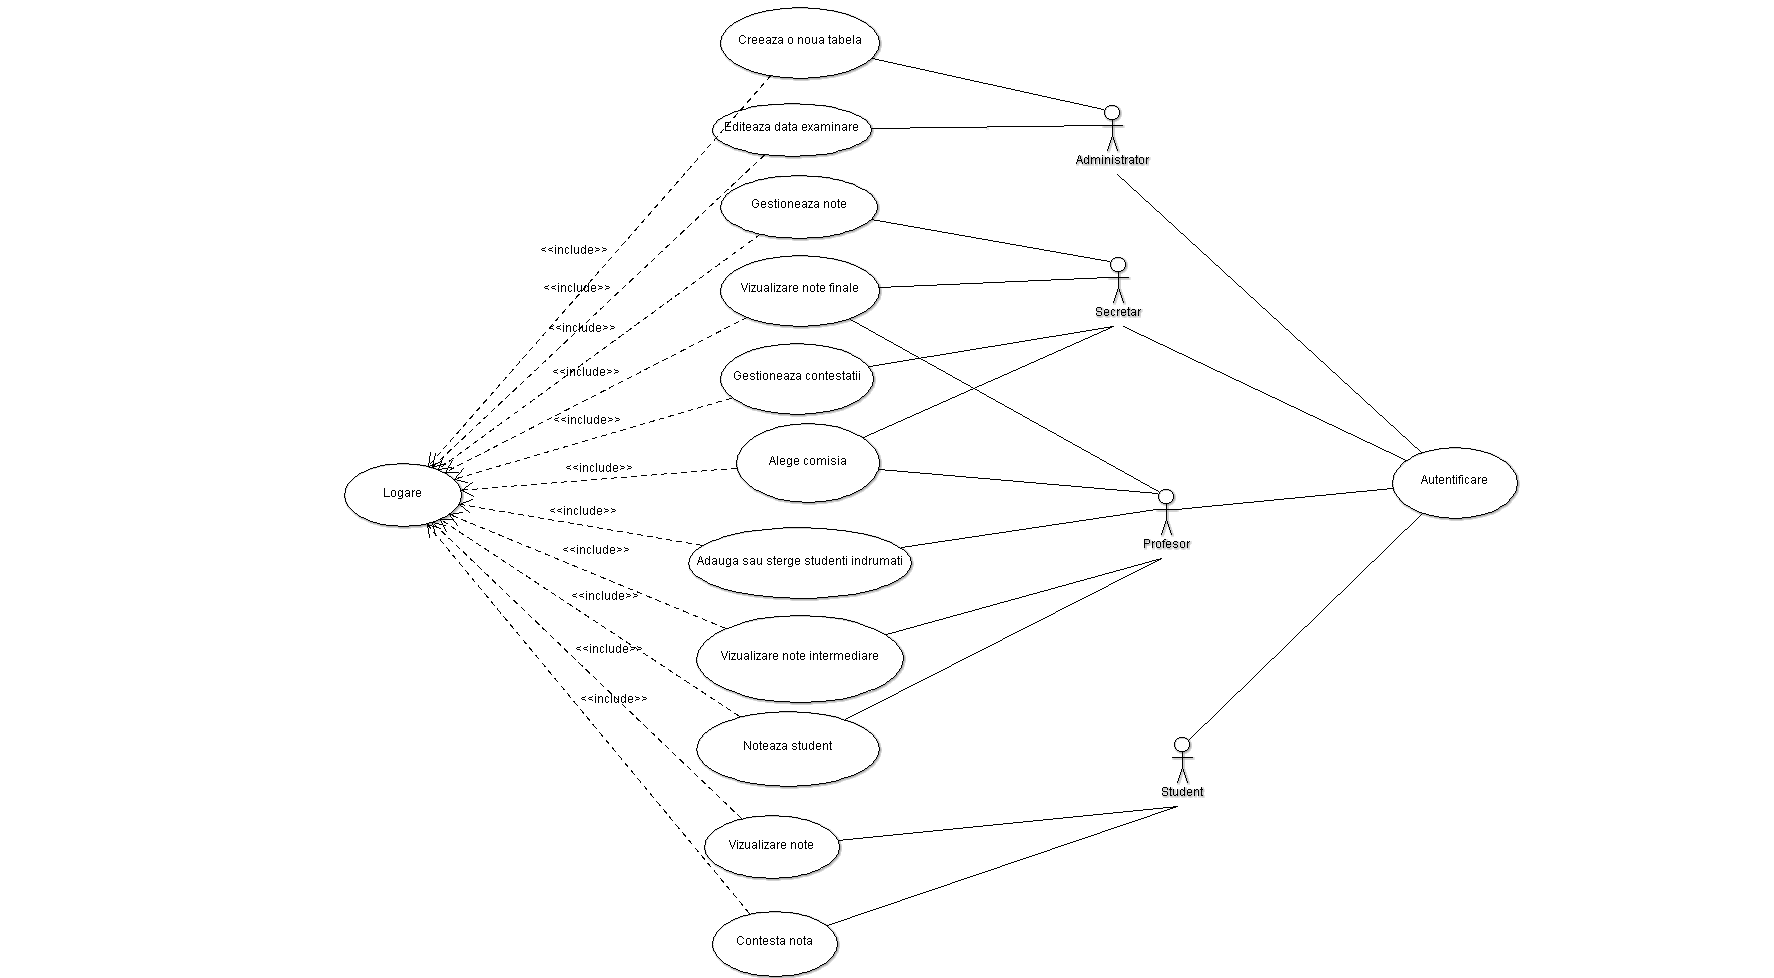 Creeaza o noua tabela
Editeaza data examinare
Administrator
Gestioneaza note
<<include>>
Secretar
Vizualizare note finale
<<include>>
<<include>>
<<include>>
Gestioneaza contestatii
<<include>>
Alege comisia
<<include>>
Autentificare
Logare
<<include>>
Profesor
<<include>>
Adauga sau sterge studenti indrumati
<<include>>
<<include>>
Vizualizare note intermediare
<<include>>
Noteaza student
Student
Vizualizare note
Contesta nota